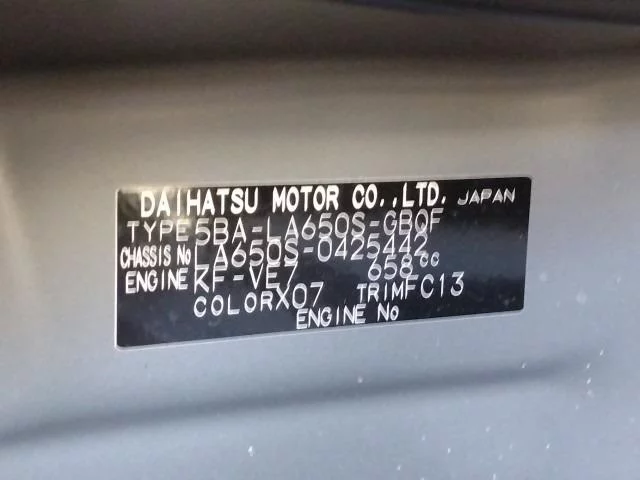 DAIHATSU MOTOR CO.,LTD. JAPAN
TYPE 5BA-LA650S-GBQF
CHASSIS No LA650S-0425442
ENGINE KF-VE7 658cc
COLOR X07 TRIM FC13
ENGINE No